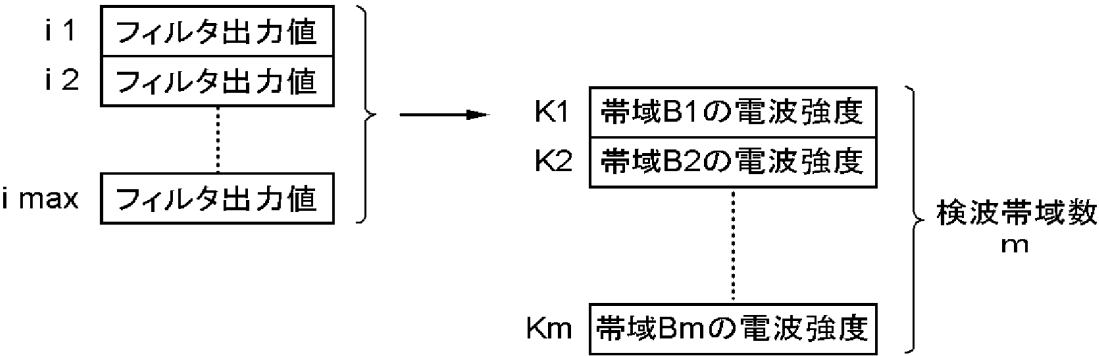 i 1 フィルタ出力値
i 2 フィルタ出力値
i max フィルタ出力値
K1 帯域B1の電波強度
K2 帯域B2の電波強度
Km 帯域Bmの電波強度
検波帯域数
m